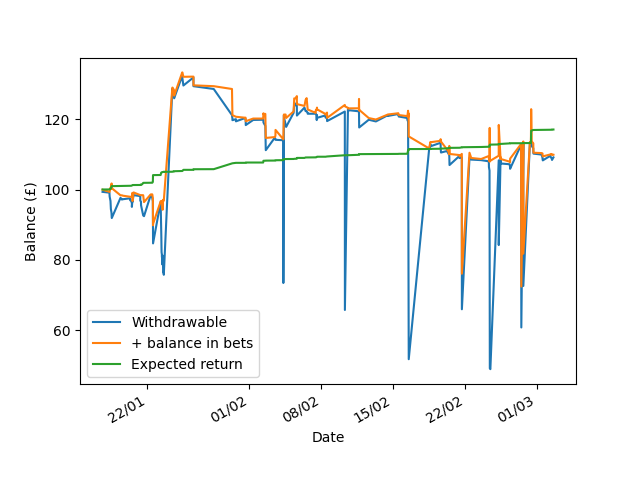 120
100
80
60
Balance (£)
Withdrawable
+ balance in bets
Expected return
22/01
01/02
08/02
15/02
22/02
01/03
Date